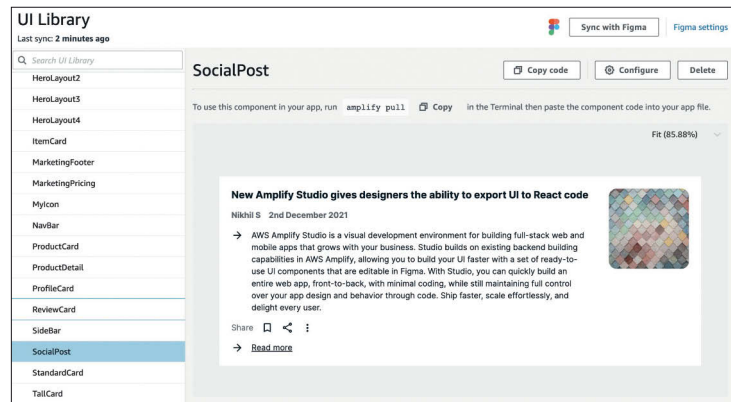 UI Library
Last sync: 2 minutes ago
Sync with Figma
Figma settings
Search UI Library
HeroLayout2
HeroLayout3
HeroLayout4
ItemCard
MarketingFooter
MarketingPricing
MyIcon
NavBar
ProductCard
ProductDetail
ProfileCard
ReviewCard
SideBar
SocialPost
StandardCard
TallCard
SocialPost
Copy code
Configure
Delete
To use this component in your app, run amplify pull Copy in the Terminal then paste the component code into your app file.
Fit (85.88%)
New Amplify Studio gives designers the ability to export UI to React code
Nikhil S 2nd December 2021
→ AWS Amplify Studio is a visual development environment for building full-stack web and
mobile apps that grows with your business. Studio builds on existing backend building
capabilities in AWS Amplify, allowing you to build your UI faster with a set of ready-to-
use UI components that are editable in Figma. With Studio, you can quickly build an
entire web app, front-to-back, with minimal coding, while still maintaining full control
over your app design and behavior through code. Ship faster, scale effortlessly, and
delight every user.
Share
→ Read more